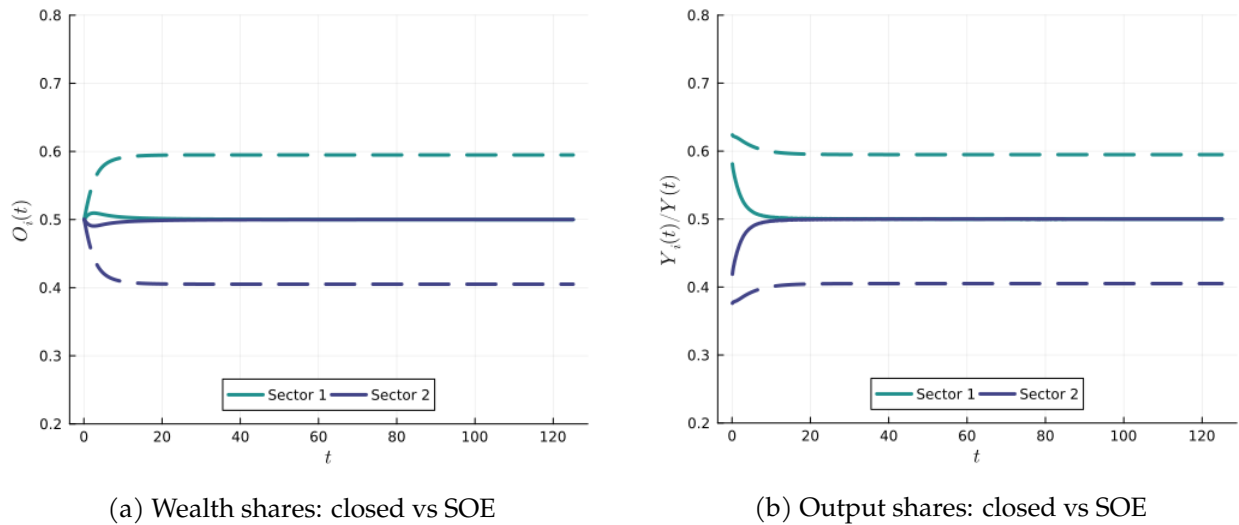 0.8
0.7
0.6
0.5
0.4
0.3
0.2
O_i(t)
0 20 40 60 80 100 120
t
Sector 1 Sector 2
(a) Wealth shares: closed vs SOE
0.8
0.7
0.6
0.5
0.4
0.3
0.2
Y_i(t)/Y(t)
0 20 40 60 80 100 120
t
Sector 1 Sector 2
(b) Output shares: closed vs SOE